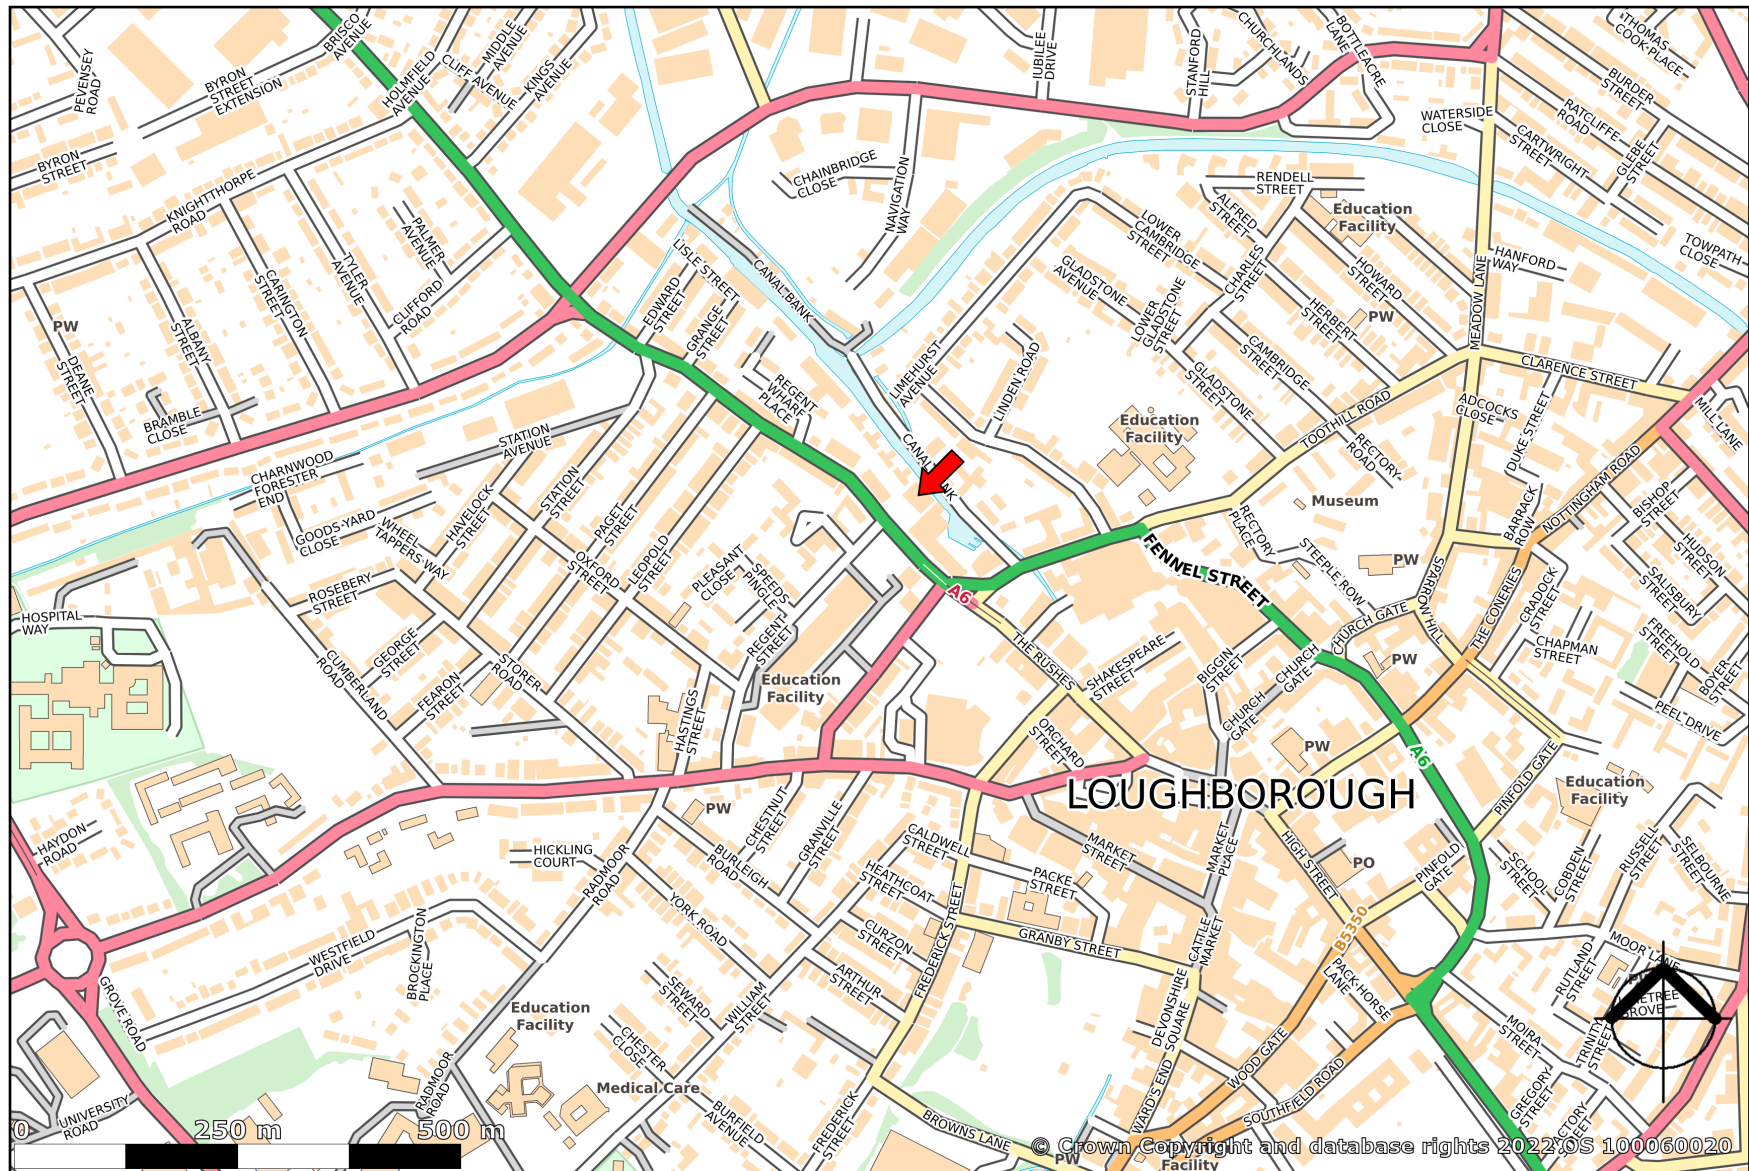 PEVENSEY
ROAD
BYRON
STREET
EXTENSION
BRISCO
AVENUE
HOLMFIELD
AVENUE
CLIFF AVENUE
MIDDLE
AVENUE
KINGS
AVENUE
JUBILEE
DRIVE
STANFORD
HILL
CHURCHLANDS
BOTTLEACRE
LANE
THOMAS
COOK PLACE
BURDER
STREET
RATCLIFFE
ROAD
GLEBE
STREET
WATERSIDE
CLOSE
CARTWRIGHT
STREET
BYRON
STREET
KNIGHTTHORPE
ROAD
CHAINBRIDGE
CLOSE
NAVIGATION
WAY
RENDELL
STREET
Education
Facility
ALFRED
STREET
LOWER
CAMBRIDGE
STREET
PALMER
AVENUE
TYLER
AVENUE
CARINGTON
STREET
CLIFFORD
ROAD
LISLE STREET
CANAL BANK
EDWARD
STREET
GRANGE
STREET
GLADSTONE
AVENUE
LOWER
GLADSTONE
STREET
CHARLES
STREET
HOWARD
STREET
HERBERT
STREET
PW
MEADOW LANE
HANFORD
WAY
TOWPATH
CLOSE
PW
ALBANY
STREET
DEANE
STREET
BRAMBLE
CLOSE
REGENT
WHARF
PLACE
LIMEHURST
AVENUE
LINDEN ROAD
CAMBRIDGE
STREET
GLADSTONE
STREET
CLARENCE STREET
ADCOCKS
CLOSE
DUKE STREET
MILL LANE
Education
Facility
TOOTHILL ROAD
RECTORY
ROAD
STATION
AVENUE
CHARNWOOD
FORESTER
END
CANAL BANK
GOODS YARD
CLOSE
WHEEL
TAPPERS WAY
HAVELOCK
STREET
STATION
STREET
PAGET
STREET
OXFORD
STREET
LEOPOLD
STREET
Museum
RECTORY
PLACE
STEEPLE ROW
PW
BARRACK
ROW
NOTTINGHAM ROAD
BISHOP
STREET
HUDSON
STREET
SALISBURY
STREET
FENNEL STREET
PLEASANT
CLOSE
SPEEDS
PINGLE
A6
ROSEBERY
STREET
HOSPITAL
WAY
GEORGE
STREET
CUMBERLAND
ROAD
FEARON
STREET
STORER
ROAD
REGENT
STREET
Education
Facility
HASTINGS
STREET
THE RUSHES
SHAKESPEARE
STREET
BIGGIN
STREET
CHURCH
GATE
CHURCH
GATE
CHURCH GATE
PW
SPARROW HILL
THE CONERIES
CRADOCK
STREET
CHAPMAN
STREET
FREEHOLD
STREET
BOYER
STREET
PEEL DRIVE
ORCHARD
STREET
PW
A6
PINFOLD GATE
Education
Facility
LOUGHBOROUGH
HAYDON
ROAD
HICKLING
COURT
RADMOOR
ROAD
PW
BURLEIGH
ROAD
CHESTNUT
STREET
GRANVILLE
STREET
CALDWELL
STREET
HEATHCOAT
STREET
PACKE
STREET
MARKET
STREET
MARKET
PLACE
HIGH STREET
PO
PINFOLD
GATE
SCHOOL
STREET
COBDEN
STREET
RUSSELL
STREET
SELBOURNE
STREET
YORK ROAD
WESTFIELD
DRIVE
BROCKINGTON
PLACE
CURZON
STREET
FREDERICK STREET
GRANBY STREET
CATTLE
MARKET
B5350
PACK HORSE
LANE
MOOR LANE
RUTLAND
STREET
GROVE
GROVE ROAD
SEWARD
STREET
WILLIAM
STREET
ARTHUR
STREET
Education
Facility
CHESTER
CLOSE
Medical Care
DEVONSHIRE
SQUARE
WARD'S END
WOOD GATE
SOUTHFIELD ROAD
MOIRA
STREET
TRINITY
STREET
GREGORY
STREET
RECTORY
STREET
UNIVERSITY
ROAD
RADMOOR
ROAD
BURFIELD
AVENUE
FREDERICK
STREET
BROWNS LANE
PW
Facility
0
250 m
500 m
© Crown Copyright and database rights 2022 OS 100060020